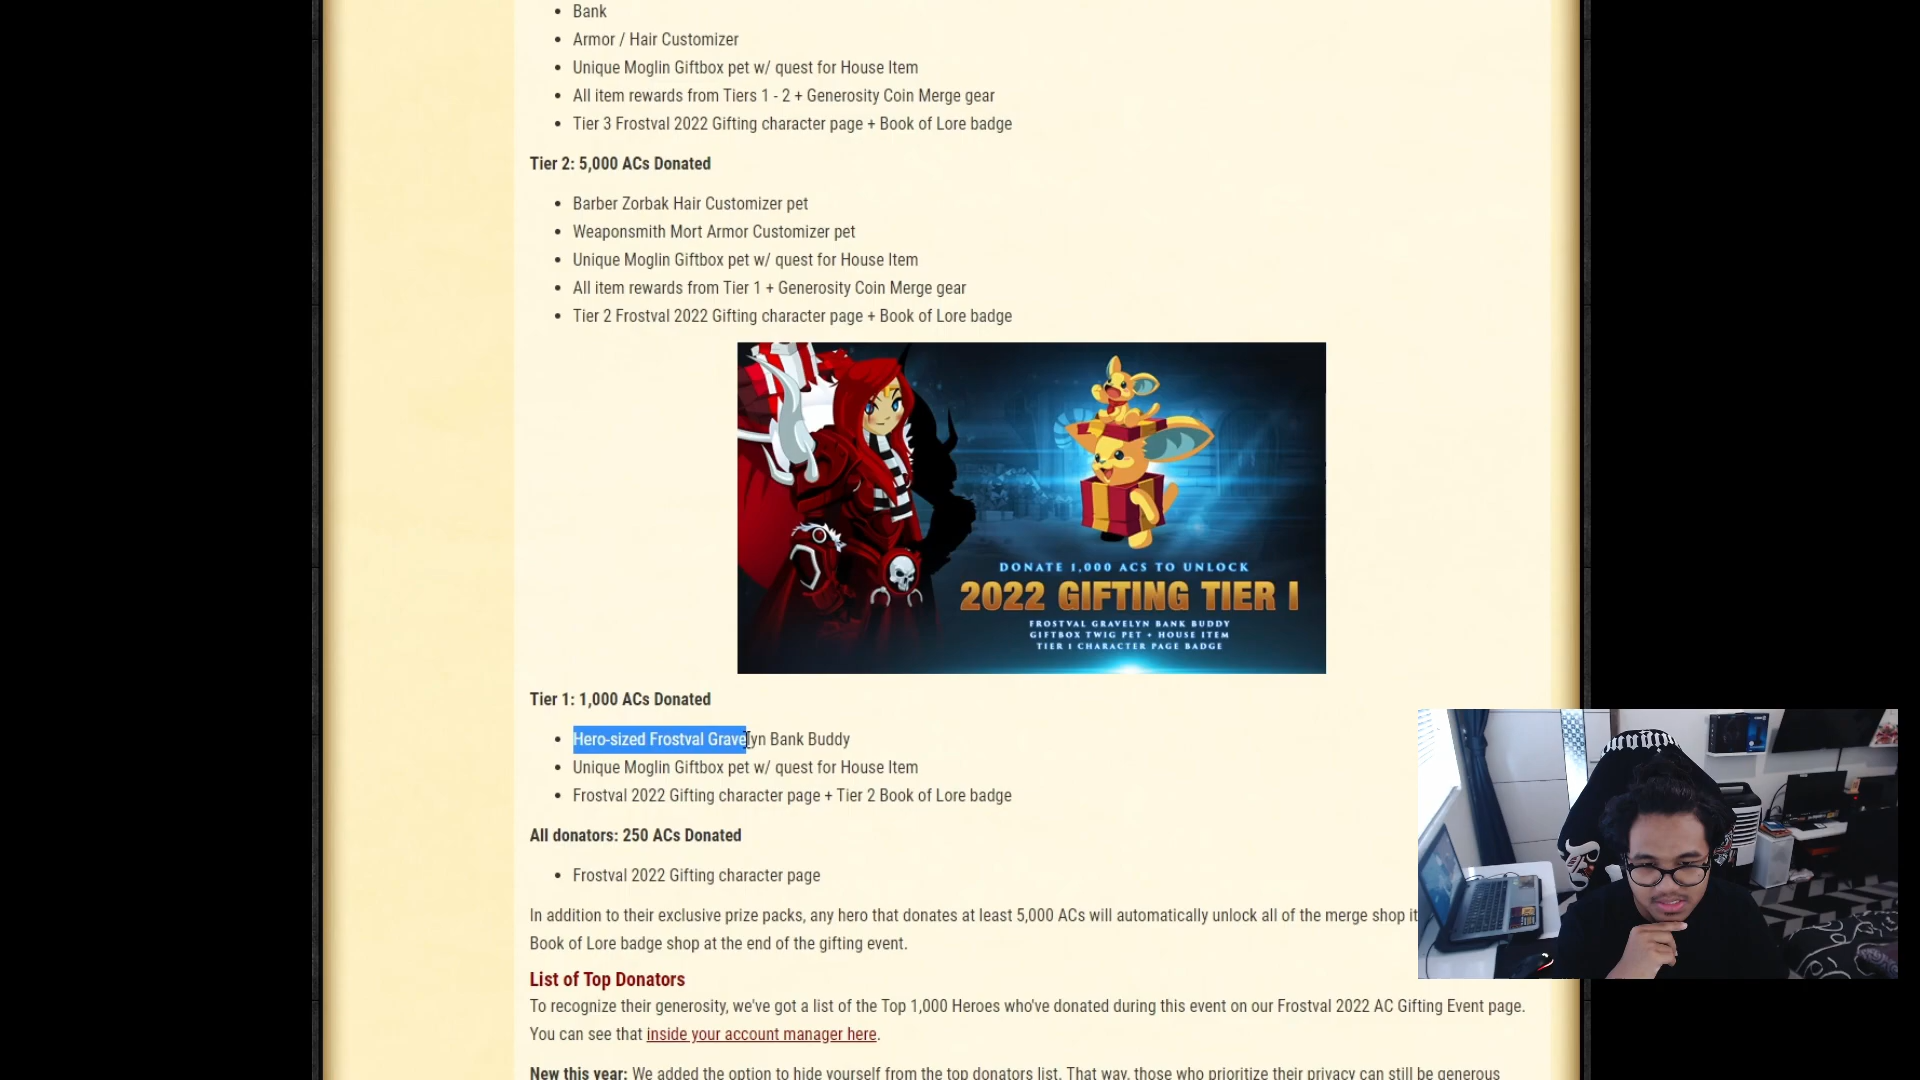 Bank
Armor / Hair Customizer
Unique Moglin Giftbox pet w/ quest for House Item
All item rewards from Tiers 1 - 2 + Generosity Coin Merge gear
Tier 3 Frostval 2022 Gifting character page + Book of Lore badge
Tier 2: 5,000 ACs Donated
Barber Zorbak Hair Customizer pet
Weaponsmith Mort Armor Customizer pet
Unique Moglin Giftbox pet w/ quest for House Item
All item rewards from Tier 1 + Generosity Coin Merge gear
Tier 2 Frostval 2022 Gifting character page + Book of Lore badge
DONATE 1,000 ACS TO UNLOCK
2022 GIFTING TIER I
FROSTVAL GRAVELYN BANK BUDDY
GIFTBOX TWIG PET + HOUSE ITEM
TIER I CHARACTER PAGE BADGE
Tier 1: 1,000 ACs Donated
Hero-sized Frostval Gravelyn Bank Buddy
Unique Moglin Giftbox pet w/ quest for House Item
Frostval 2022 Gifting character page + Tier 2 Book of Lore badge
All donators: 250 ACs Donated
Frostval 2022 Gifting character page
In addition to their exclusive prize packs, any hero that donates at least 5,000 ACs will automatically unlock all of the merge shop
Book of Lore badge shop at the end of the gifting event.
List of Top Donators
To recognize their generosity, we've got a list of the Top 1,000 Heroes who've donated during this event on our Frostval 2022 AC Gifting Event page.
You can see that inside your account manager here.
New this year: We added the option to hide yourself from the top donators list. That way, those who prioritize their privacy can still be generous